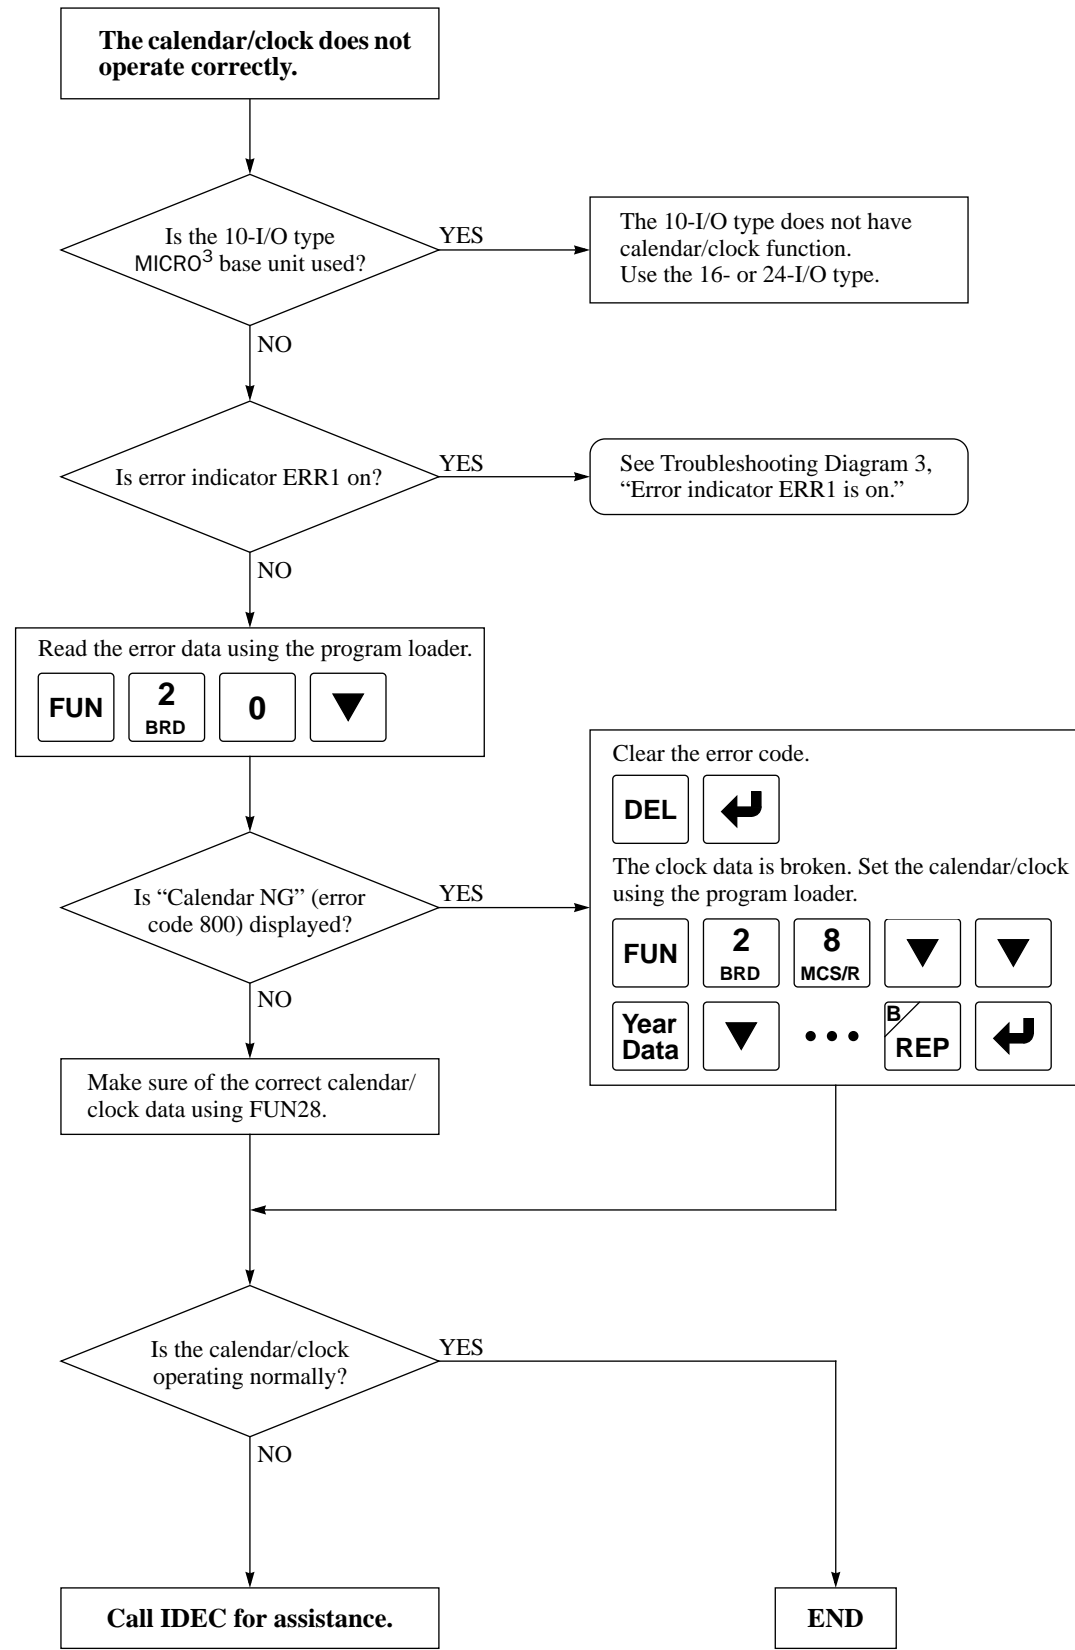 The calendar/clock does not
operate correctly.
Is the 10-I/O type
MICRO³ base unit used?
YES
The 10-I/O type does not have
calendar/clock function.
Use the 16- or 24-I/O type.
NO
Is error indicator ERR1 on?
YES
See Troubleshooting Diagram 3,
“Error indicator ERR1 is on.”
NO
Read the error data using the program loader.
FUN
2
BRD
0
Is “Calendar NG” (error
code 800) displayed?
YES
Clear the error code.
DEL
The clock data is broken. Set the calendar/clock
using the program loader.
FUN
2
BRD
8
MCS/R
Year
Data
• • •
B
REP
NO
Make sure of the correct calendar/
clock data using FUN28.
Is the calendar/clock
operating normally?
YES
NO
Call IDEC for assistance.
END